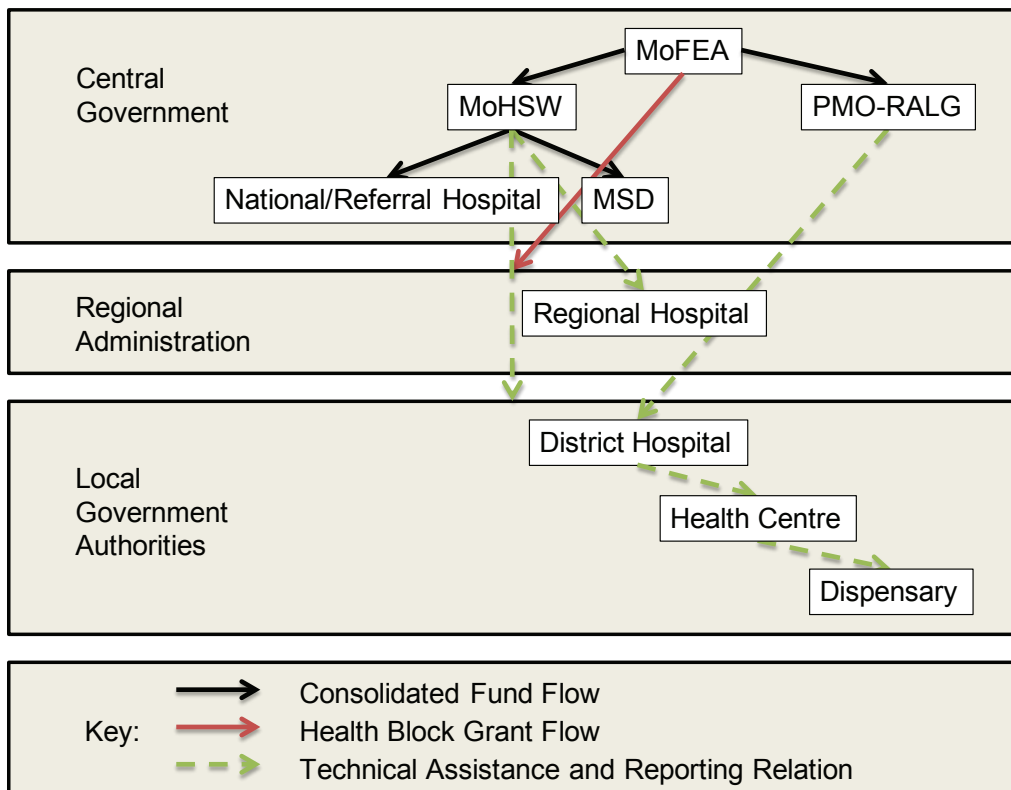 Central
Government
MoFEA
MoHSW
PMO-RALG
National/Referral Hospital
MSD
Regional
Administration
Regional Hospital
Local
Government
Authorities
District Hospital
Health Centre
Dispensary
Key:
Consolidated Fund Flow
Health Block Grant Flow
Technical Assistance and Reporting Relation